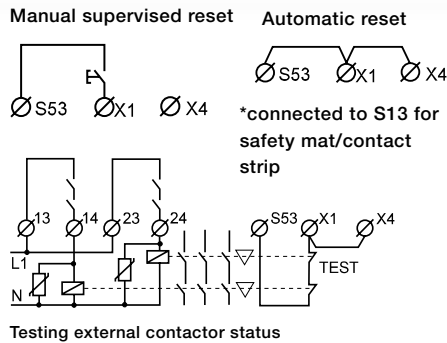 Manual supervised reset
Automatic reset
S53 X1 X4
S53 X1 X4
*connected to S13 for
safety mat/contact
strip
13 14 23 24
S53 X1 X4
L1
TEST
N
Testing external contactor status